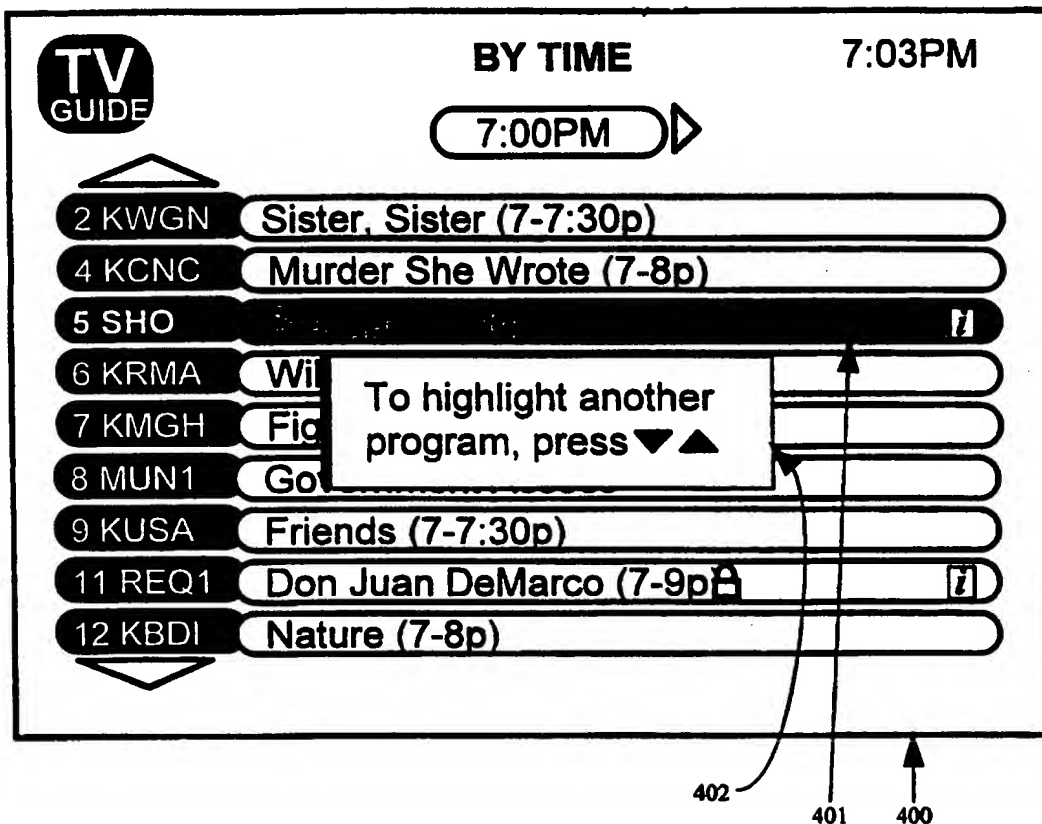 TV
GUIDE
BY TIME
7:03PM
7:00PM
2 KWGN Sister, Sister (7-7:30p)
4 KCNC Murder She Wrote (7-8p)
5 SHO i
6 KRMA Wil
7 KMGH Fig
To highlight another
program, press ▼ ▲
8 MUN1 Government Issues
9 KUSA Friends (7-7:30p)
11 REQ1 Don Juan DeMarco (7-9p i
12 KBDI Nature (7-8p)
402
401
400